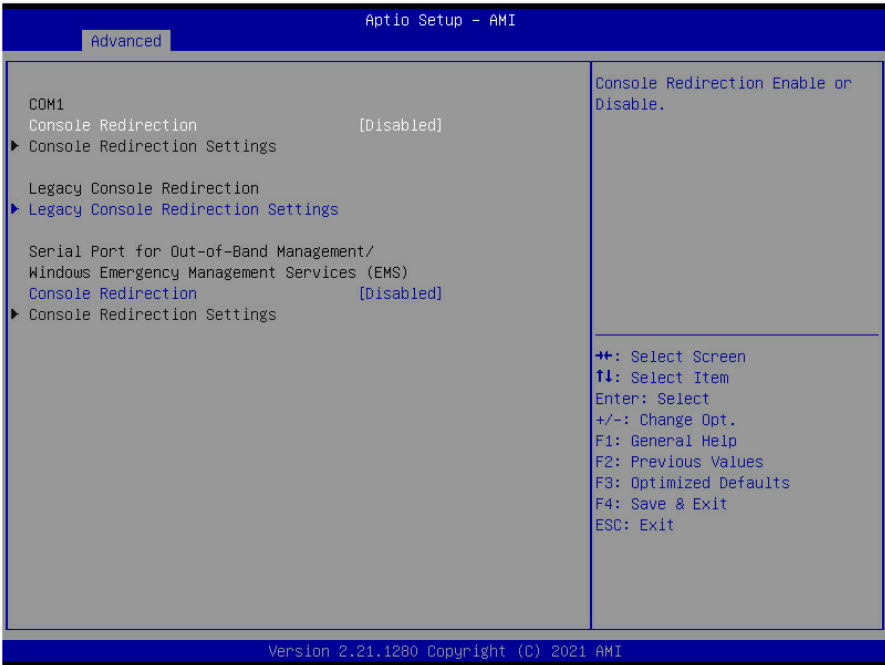 Aptio Setup – AMI
Advanced
COM1
Console Redirection [Disabled]
▶ Console Redirection Settings
Legacy Console Redirection
▶ Legacy Console Redirection Settings
Serial Port for Out-of-Band Management/
Windows Emergency Management Services (EMS)
Console Redirection [Disabled]
▶ Console Redirection Settings
Console Redirection Enable or
Disable.
→←: Select Screen
↑↓: Select Item
Enter: Select
+/-: Change Opt.
F1: General Help
F2: Previous Values
F3: Optimized Defaults
F4: Save & Exit
ESC: Exit
Version 2.21.1280 Copyright (C) 2021 AMI